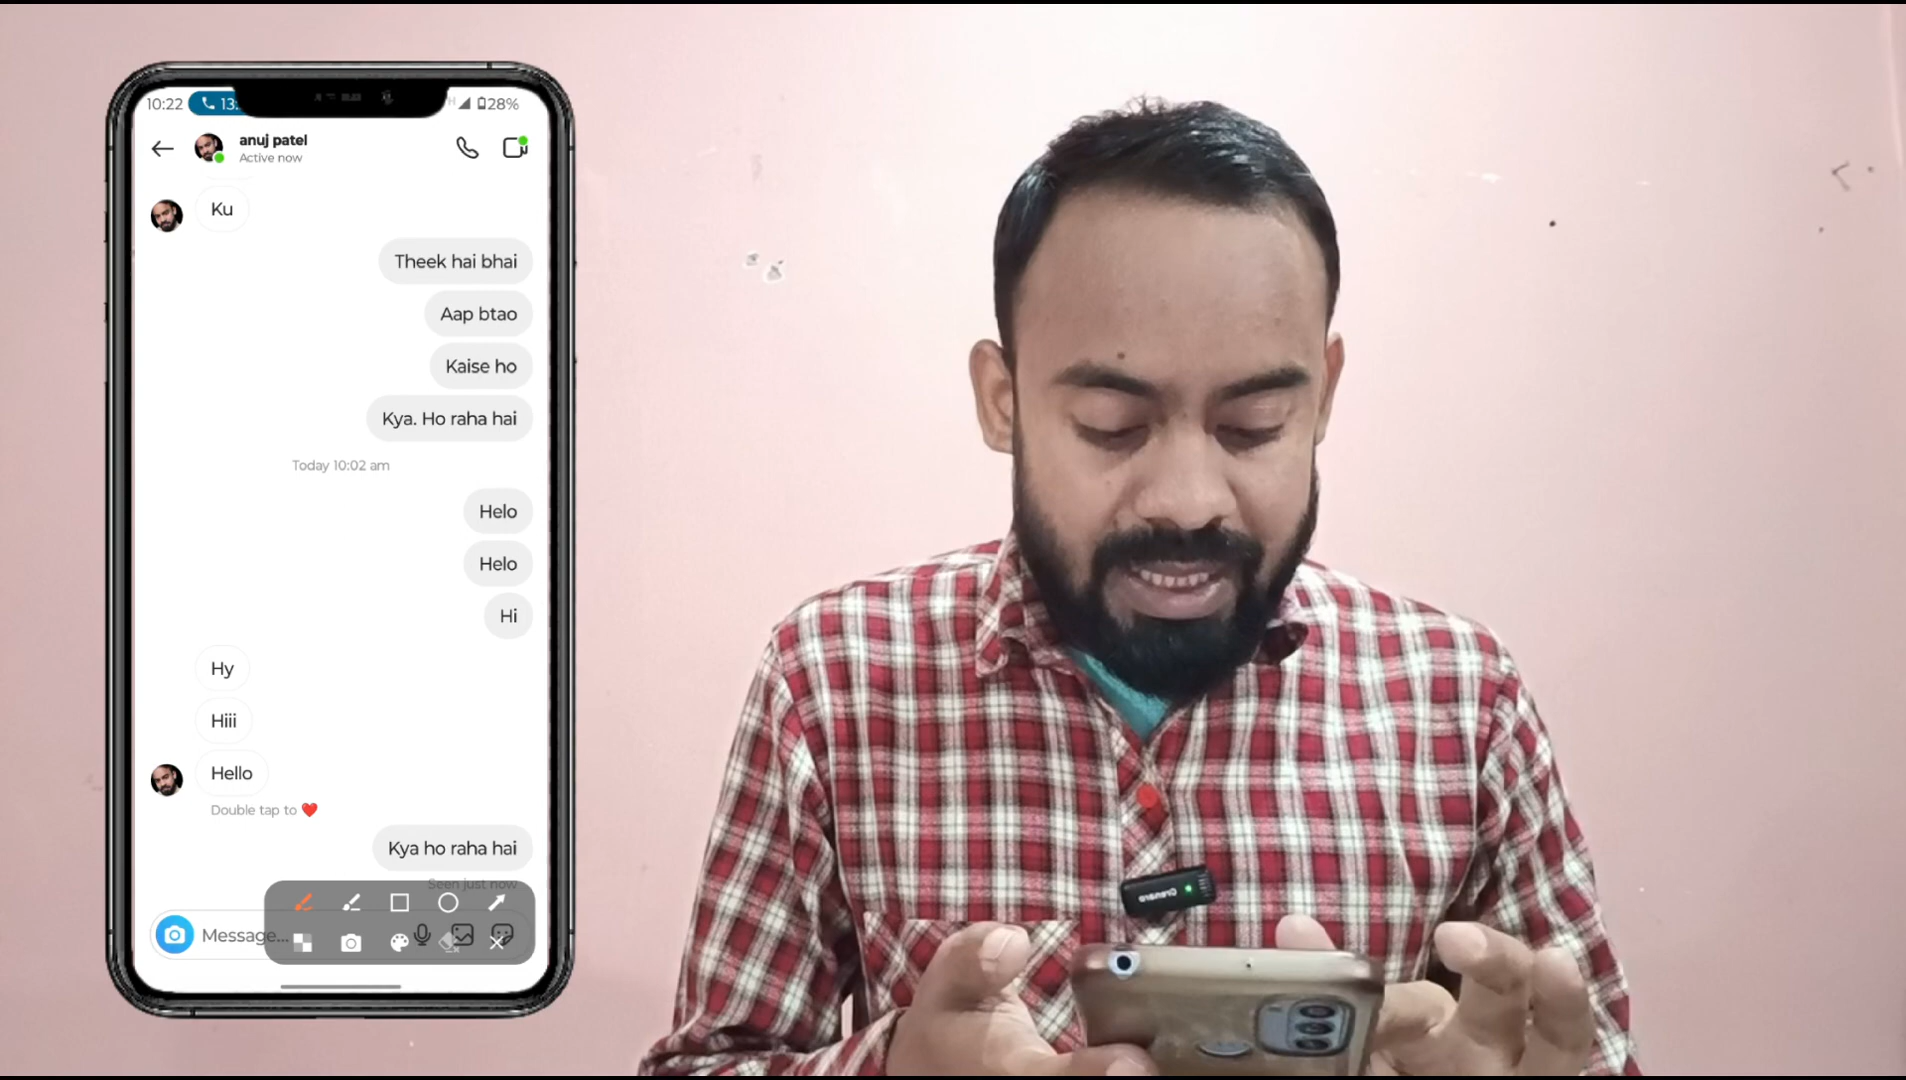 10:22 13: 28%
anuj patel
Active now
Ku
Theek hai bhai
Aap btao
Kaise ho
Kya. Ho raha hai
Today 10:02 am
Helo
Helo
Hi
Hy
Hiii
Hello
Double tap to ❤️
Kya ho raha hai
Seen just now
Message...